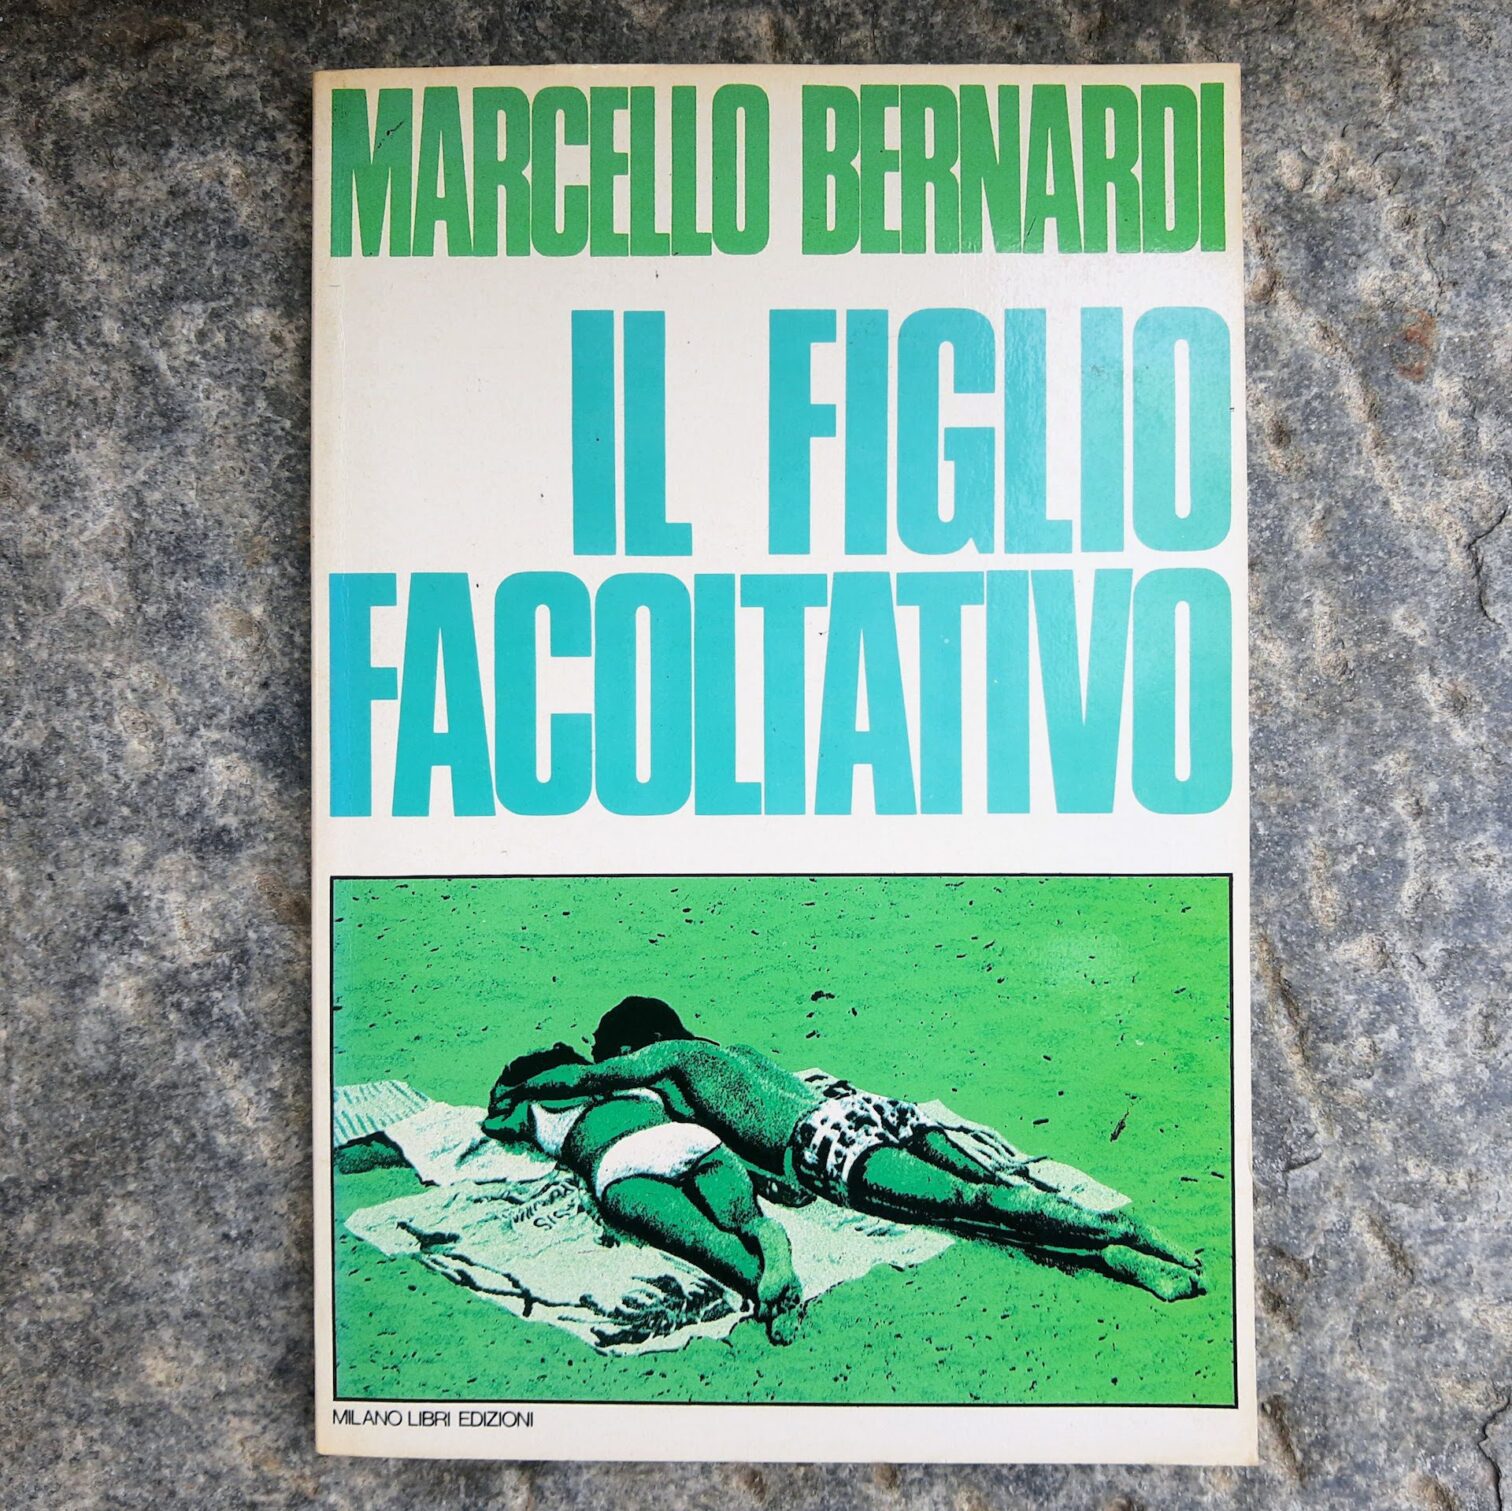 MARCELLO BERNARDI
IL FIGLIO
FACOLTATIVO
MILANO LIBRI EDIZIONI